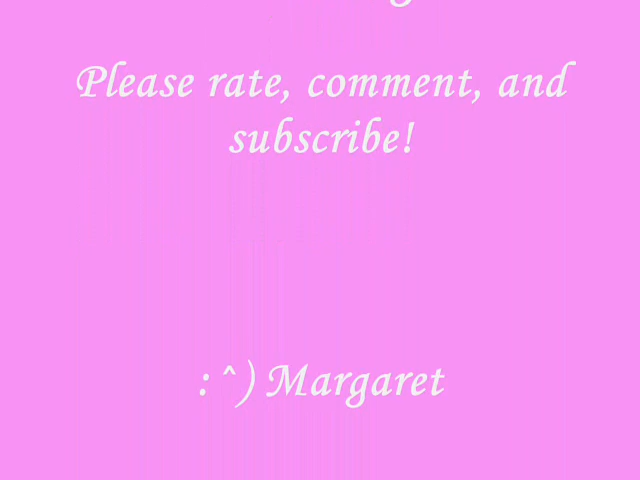 Please rate, comment, and
subscribe!
:^) Margaret